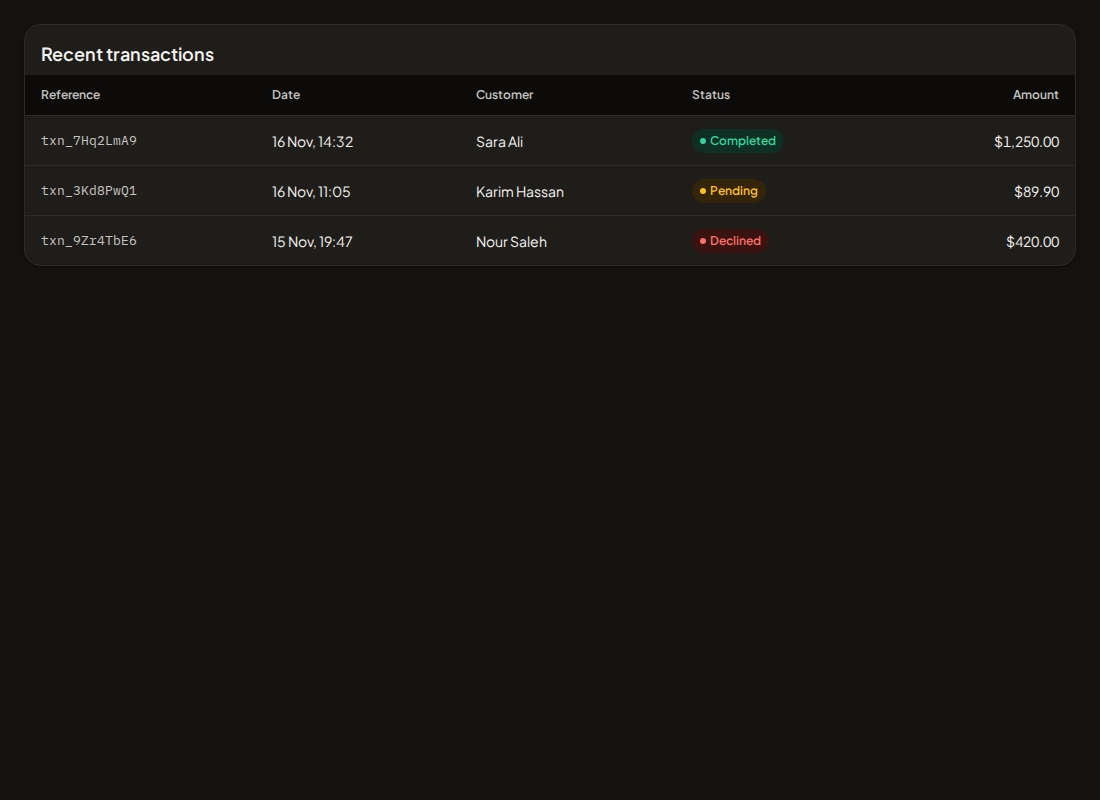 Recent transactions
Reference Date Customer Status Amount
txn_7Hq2LmA9 16 Nov, 14:32 Sara Ali Completed $1,250.00
txn_3Kd8PwQ1 16 Nov, 11:05 Karim Hassan Pending $89.90
txn_9Zr4TbE6 15 Nov, 19:47 Nour Saleh Declined $420.00